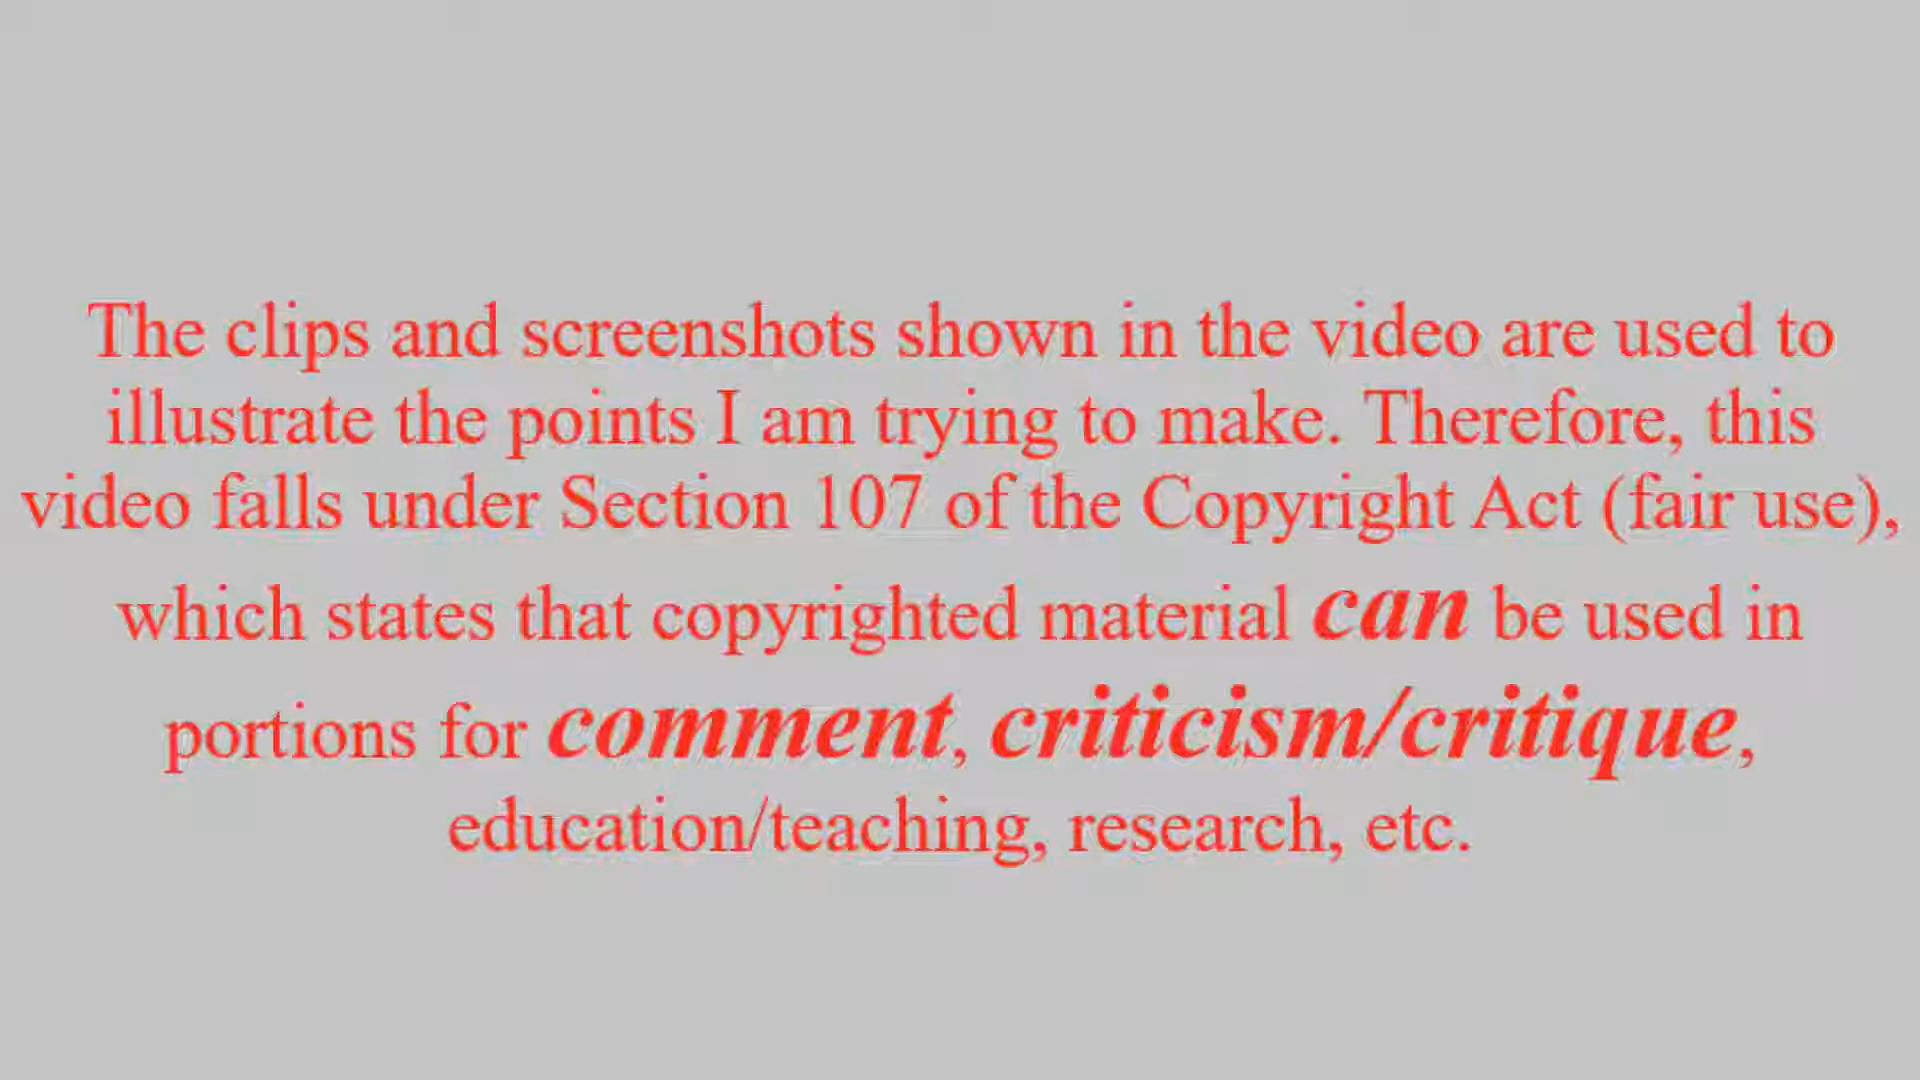 The clips and screenshots shown in the video are used to
illustrate the points I am trying to make. Therefore, this
video falls under Section 107 of the Copyright Act (fair use),
which states that copyrighted material can be used in
portions for comment, criticism/critique,
education/teaching, research, etc.